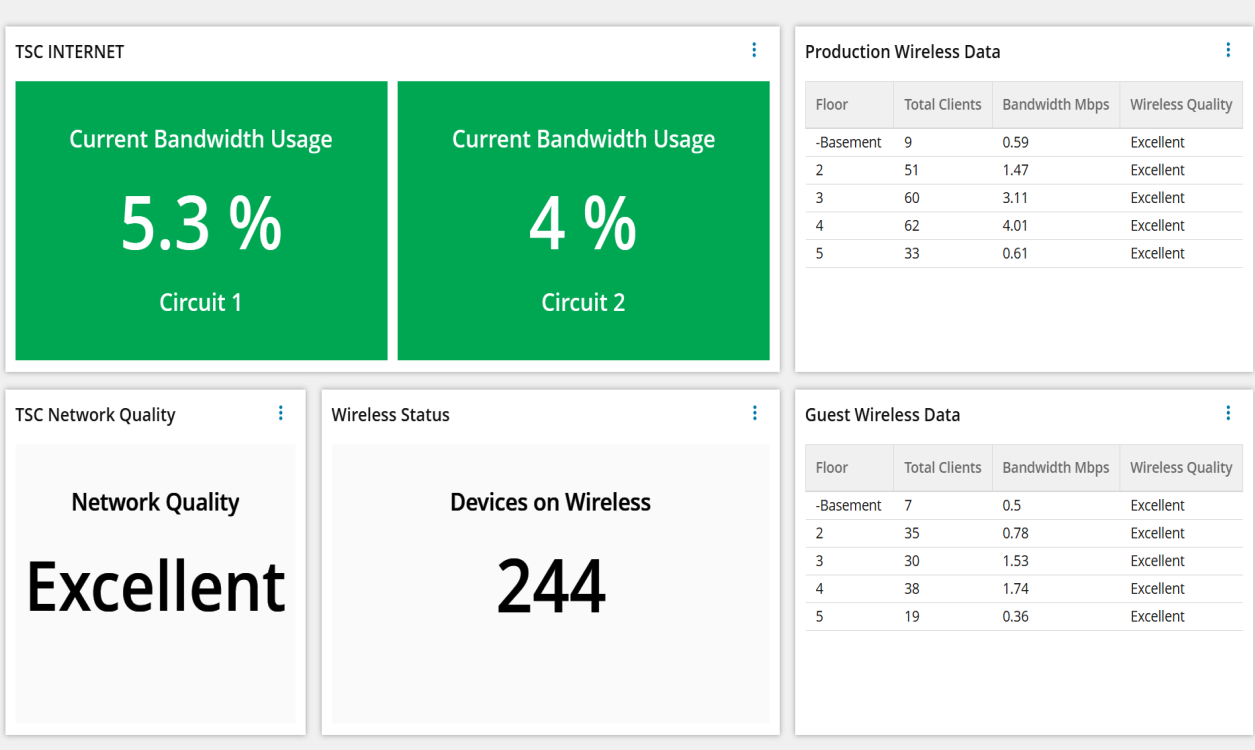 TSC INTERNET
Current Bandwidth Usage
5.3 %
Circuit 1
Current Bandwidth Usage
4 %
Circuit 2
Production Wireless Data
Floor Total Clients Bandwidth Mbps Wireless Quality
-Basement 9 0.59 Excellent
2 51 1.47 Excellent
3 60 3.11 Excellent
4 62 4.01 Excellent
5 33 0.61 Excellent
TSC Network Quality
Network Quality
Excellent
Wireless Status
Devices on Wireless
244
Guest Wireless Data
Floor Total Clients Bandwidth Mbps Wireless Quality
-Basement 7 0.5 Excellent
2 35 0.78 Excellent
3 30 1.53 Excellent
4 38 1.74 Excellent
5 19 0.36 Excellent